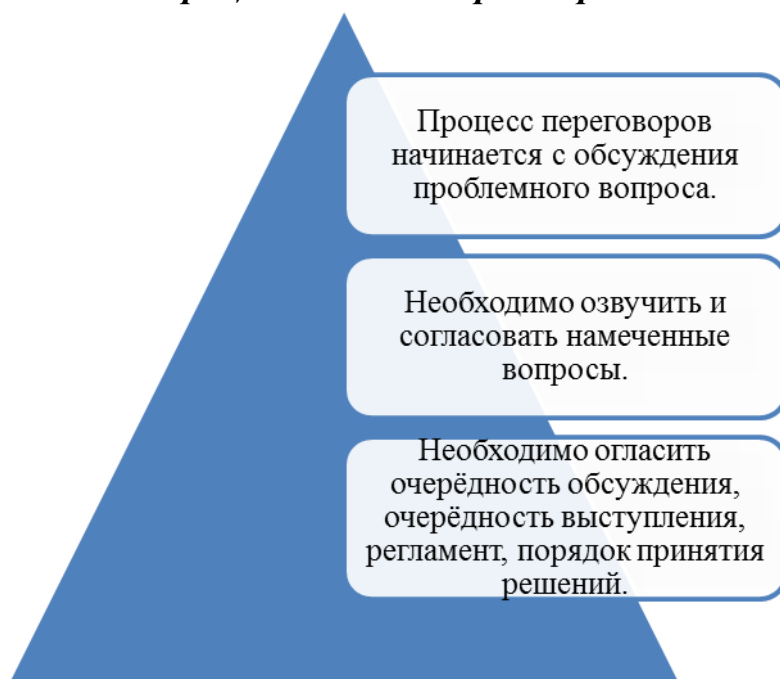 Процесс переговоров
начинается с обсуждения
проблемного вопроса.
Необходимо озвучить и
согласовать намеченные
вопросы.
Необходимо огласить
очерёдность обсуждения,
очерёдность выступления,
регламент, порядок принятия
решений.